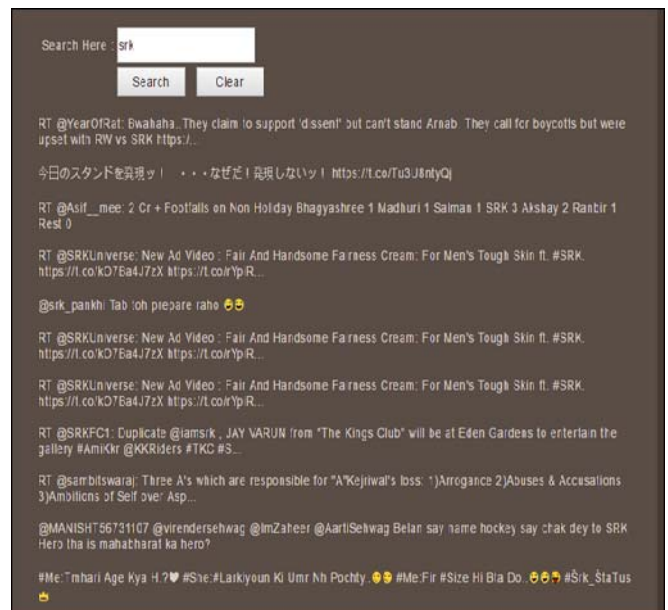 Search Here : srk
Search Clear
RT @YearOfRat: Bwahaha..They claim to support 'dissent' but can't stand Arnab. They call for boycotts but were
upset with RW vs SRK https:/..
今日のスタンドを発現ッ！ ・・・なぜだ！発現しないッ！ https://t.co/Tu3U8ntyQj
RT @Asif__mee: 2 Cr + Footfalls on Non Holiday Bhagyashree 1 Madhuri 1 Salman 1 SRK 3 Akshay 2 Ranbir 1
Rest 0
RT @SRKUniverse: New Ad Video : Fair And Handsome Fairness Cream: For Men's Tough Skin ft. #SRK.
https://t.co/kO7Ba4J7zX https://t.co/rYpiR...
@srk_pankhi Tab toh prepare raho 😂😂
RT @SRKUniverse: New Ad Video : Fair And Handsome Fairness Cream: For Men's Tough Skin ft. #SRK.
https://t.co/kO7Ba4J7zX https://t.co/rYpiR...
RT @SRKUniverse: New Ad Video : Fair And Handsome Fairness Cream: For Men's Tough Skin ft. #SRK.
https://t.co/kO7Ba4J7zX https://t.co/rYpiR...
RT @SRKFC1: Duplicate @iamsrk , JAY VARUN from "The Kings Club" will be at Eden Gardens to entertain the
gallery #AmiKkr @KKRiders #TKC #S...
RT @sambitswaraj: Three A's which are responsible for "A"Kejriwal's loss: 1)Arrogance 2)Abuses & Accusations
3)Ambitions of Self over Asp...
@MANISHT56731107 @virendersehwag @ImZaheer @AartiSehwag Belan say name hockey say chak dey to SRK
Hero tha is mahabharat ka hero?
#Me:Tmhari Age Kya H.?♥ #She:#Larkiyoun Ki Umr Nh Pochty..😊😊 #Me:Fir #Size Hi Bta Do..😂😂😂 #Šrk_ŠtaTus
😂